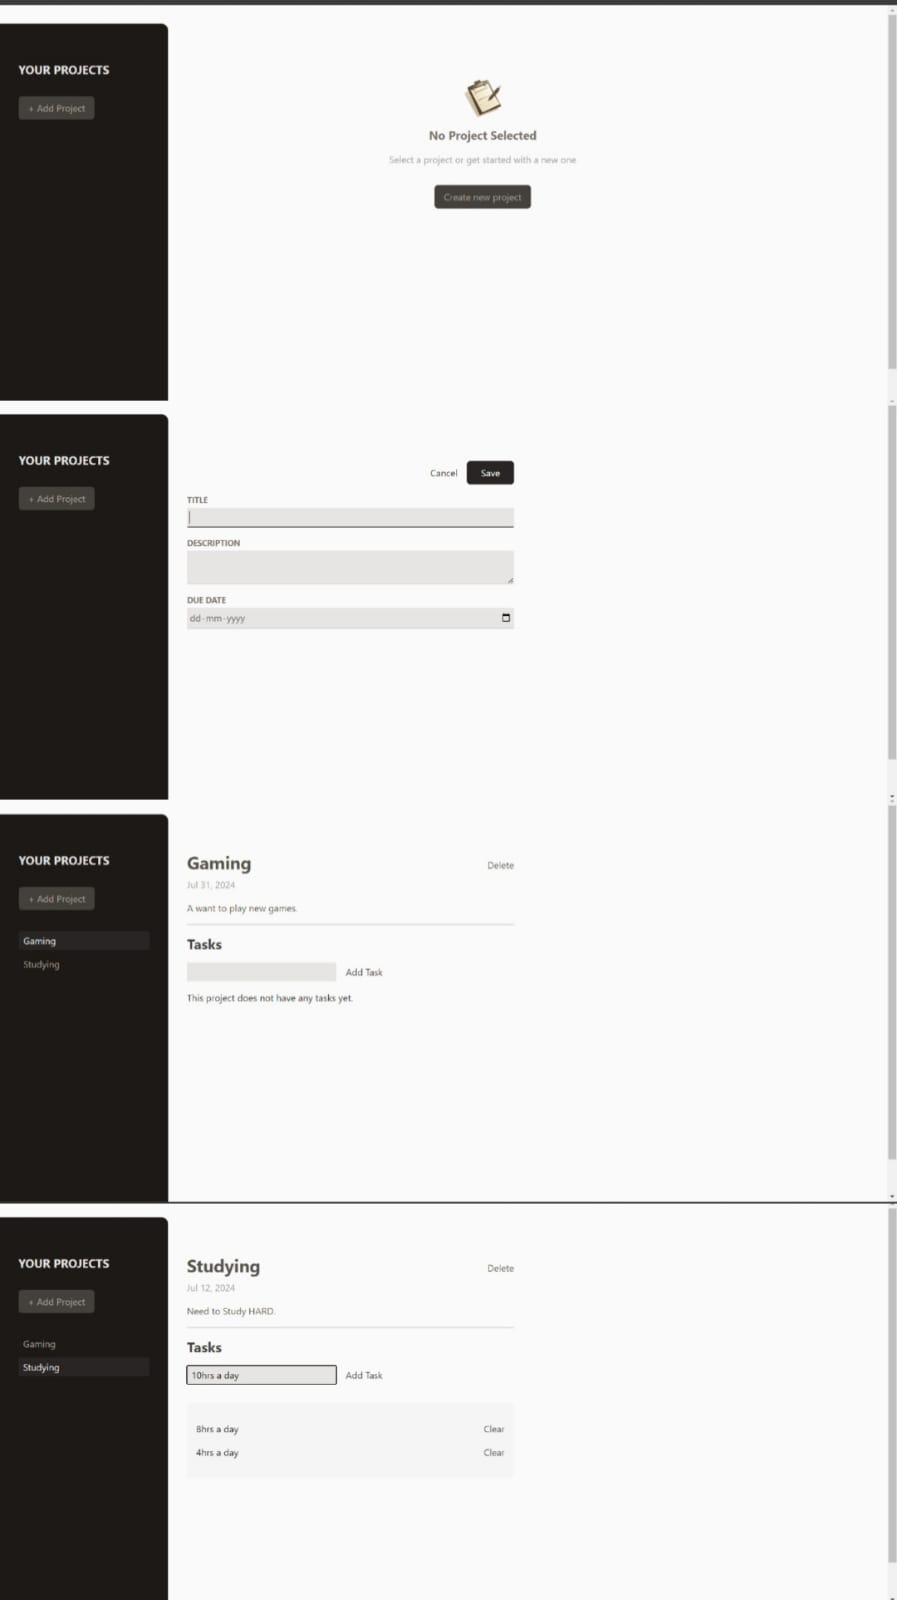 YOUR PROJECTS
+ Add Project
No Project Selected
Select a project or get started with a new one
Create new project
YOUR PROJECTS
+ Add Project
Cancel
Save
TITLE
DESCRIPTION
DUE DATE
dd-mm-yyyy
YOUR PROJECTS
+ Add Project
Gaming
Studying
Gaming
Delete
Jul 31, 2024
A want to play new games.
Tasks
Add Task
This project does not have any tasks yet.
YOUR PROJECTS
+ Add Project
Gaming
Studying
Studying
Delete
Jul 12, 2024
Need to Study HARD.
Tasks
10hrs a day
Add Task
8hrs a day
Clear
4hrs a day
Clear